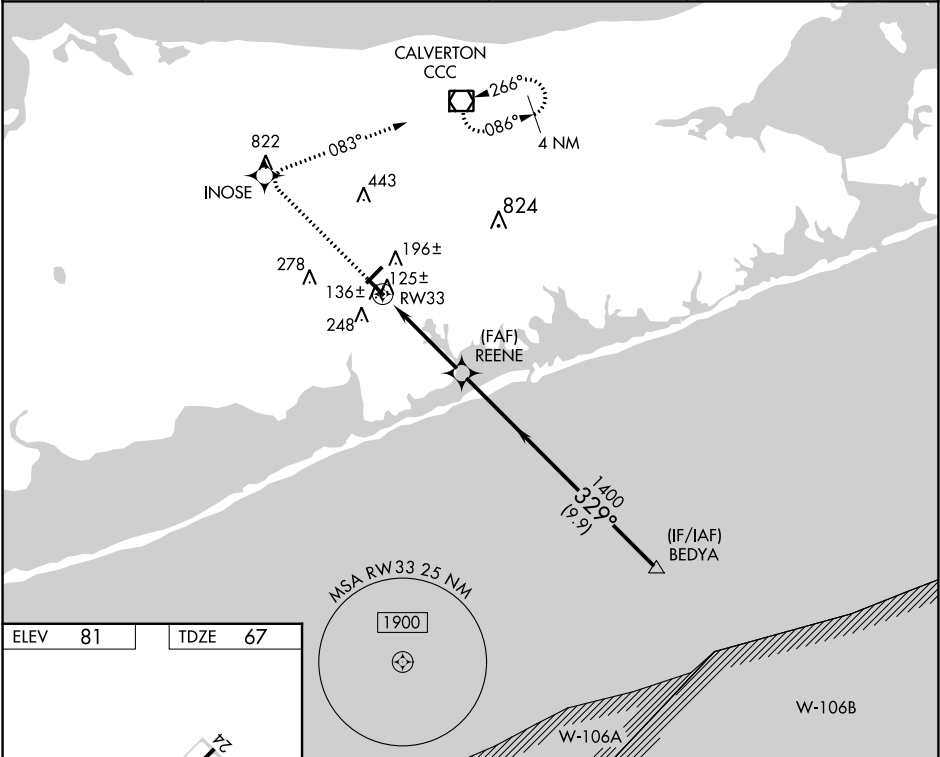 CALVERTON
CCC
266°
086°
4 NM
083°
822
INOSE
443
824
196±
278
125±
136±
RW33
248
(FAF)
REENE
1400
329°
(9.9)
(IF/IAF)
BEDYA
MSA RW33 25 NM
1900
ELEV 81
TDZE 67
W-106B
W-106A
24